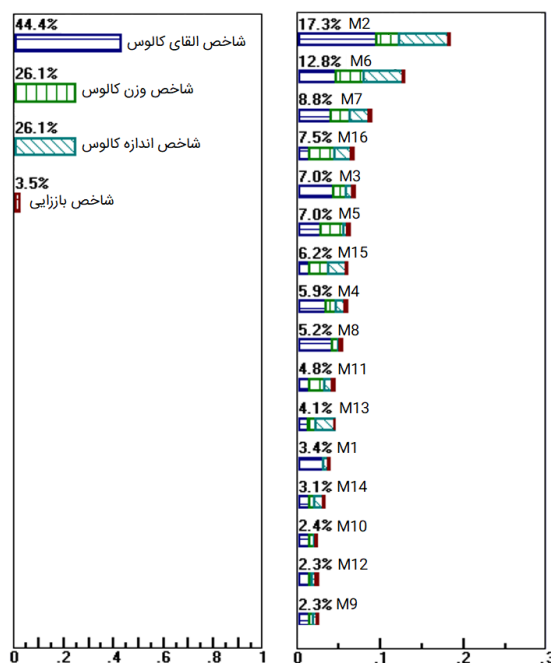 44.4%
شاخص القای کالوس
26.1%
شاخص وزن کالوس
26.1%
شاخص اندازه کالوس
3.5%
شاخص باززایی
0 .2 .4 .6 .8 1
17.3% M2
12.8% M6
8.8% M7
7.5% M16
7.0% M3
7.0% M5
6.2% M15
5.9% M4
5.2% M8
4.8% M11
4.1% M13
3.4% M1
3.1% M14
2.4% M10
2.3% M12
2.3% M9
0 .1 .2 .3